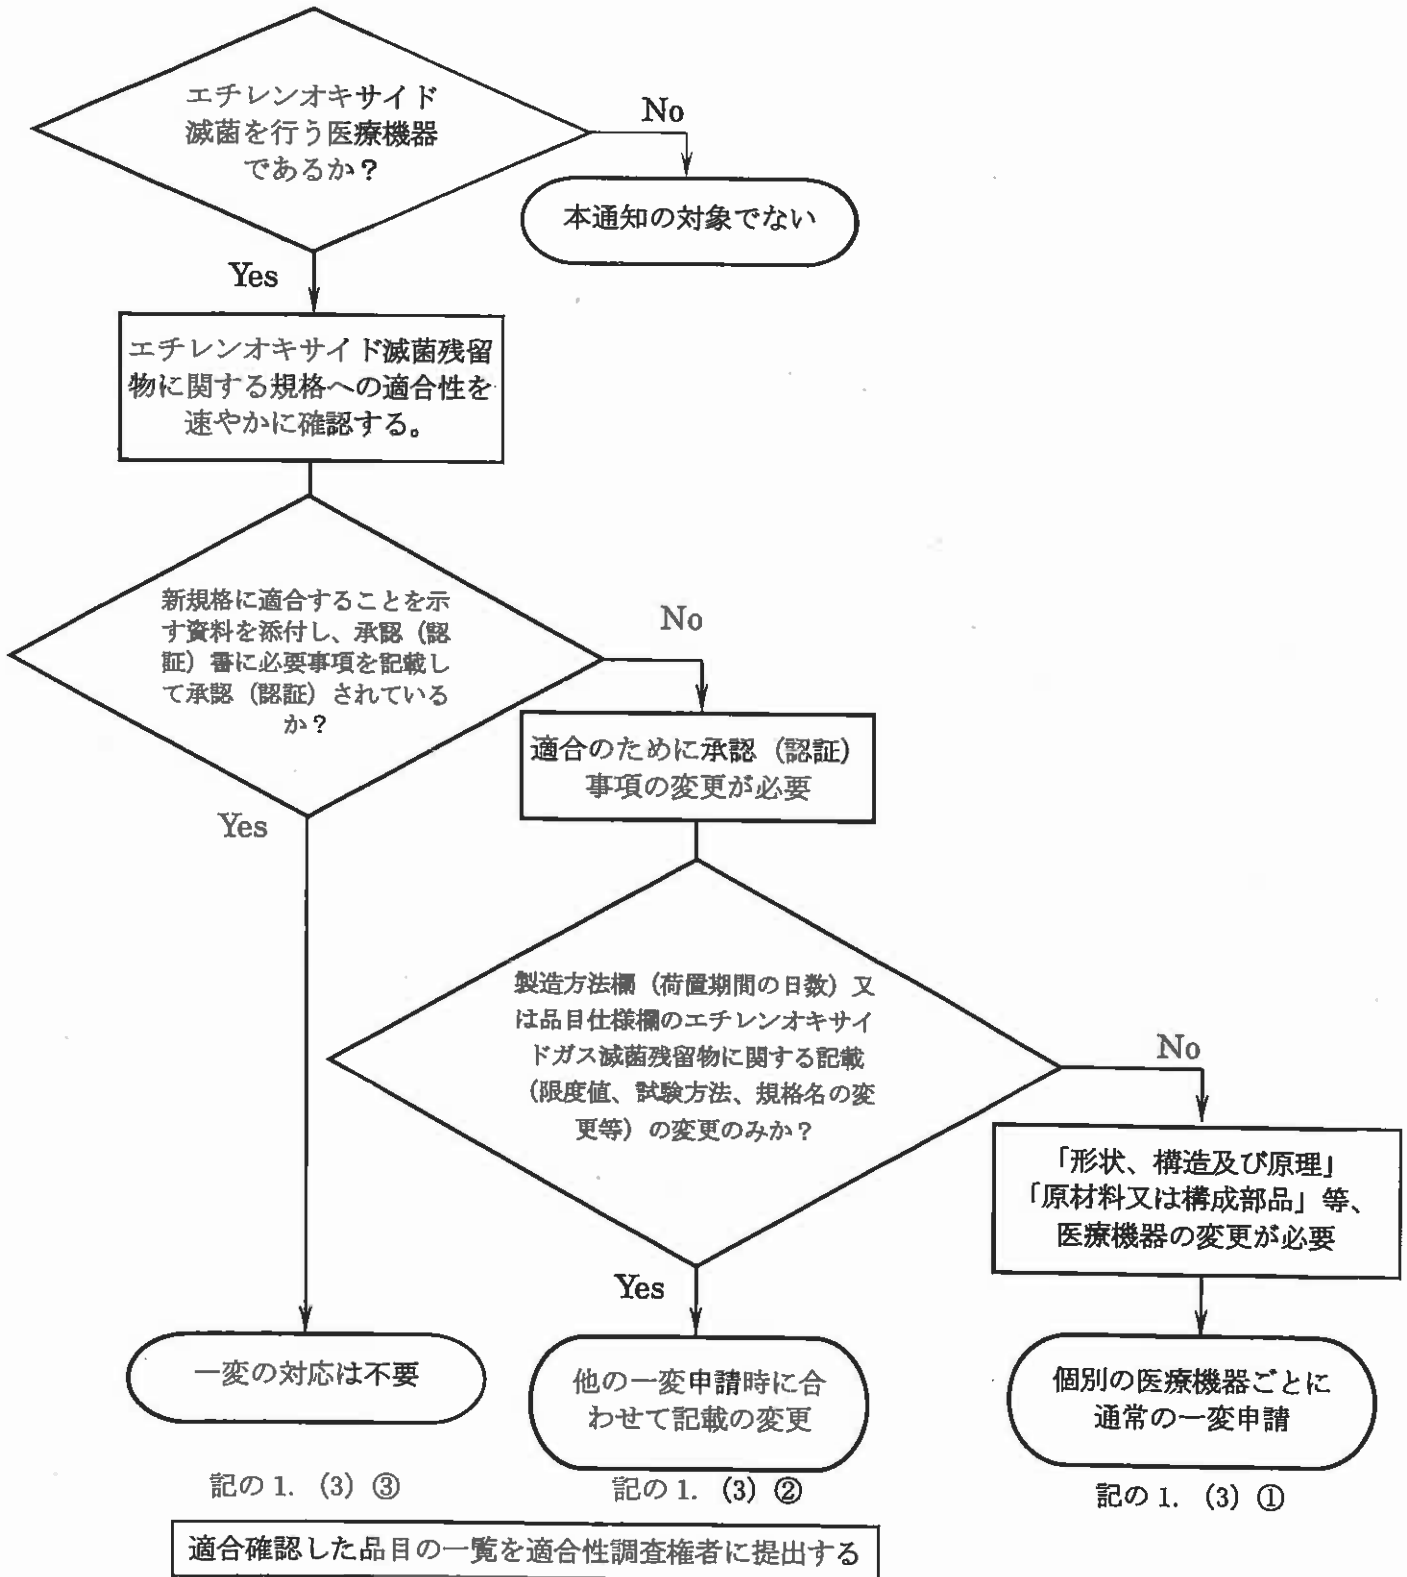 エチレンオキサイド
滅菌を行う医療機器
であるか？
No
本通知の対象でない
Yes
エチレンオキサイド滅菌残留
物に関する規格への適合性を
速やかに確認する。
新規格に適合することを示
す資料を添付し、承認（認
証）書に必要事項を記載し
て承認（認証）されている
か？
No
適合のために承認（認証）
事項の変更が必要
Yes
製造方法欄（荷置期間の日数）又
は品目仕様欄のエチレンオキサイ
ドガス滅菌残留物に関する記載
（限度値、試験方法、規格名の変
更等）の変更のみか？
No
「形状、構造及び原理」
「原材料又は構成部品」等、
医療機器の変更が必要
Yes
一変の対応は不要
他の一変申請時に合
わせて記載の変更
個別の医療機器ごとに
通常の一変申請
記の 1.（3）③
記の 1.（3）②
記の 1.（3）①
適合確認した品目の一覧を適合性調査権者に提出する